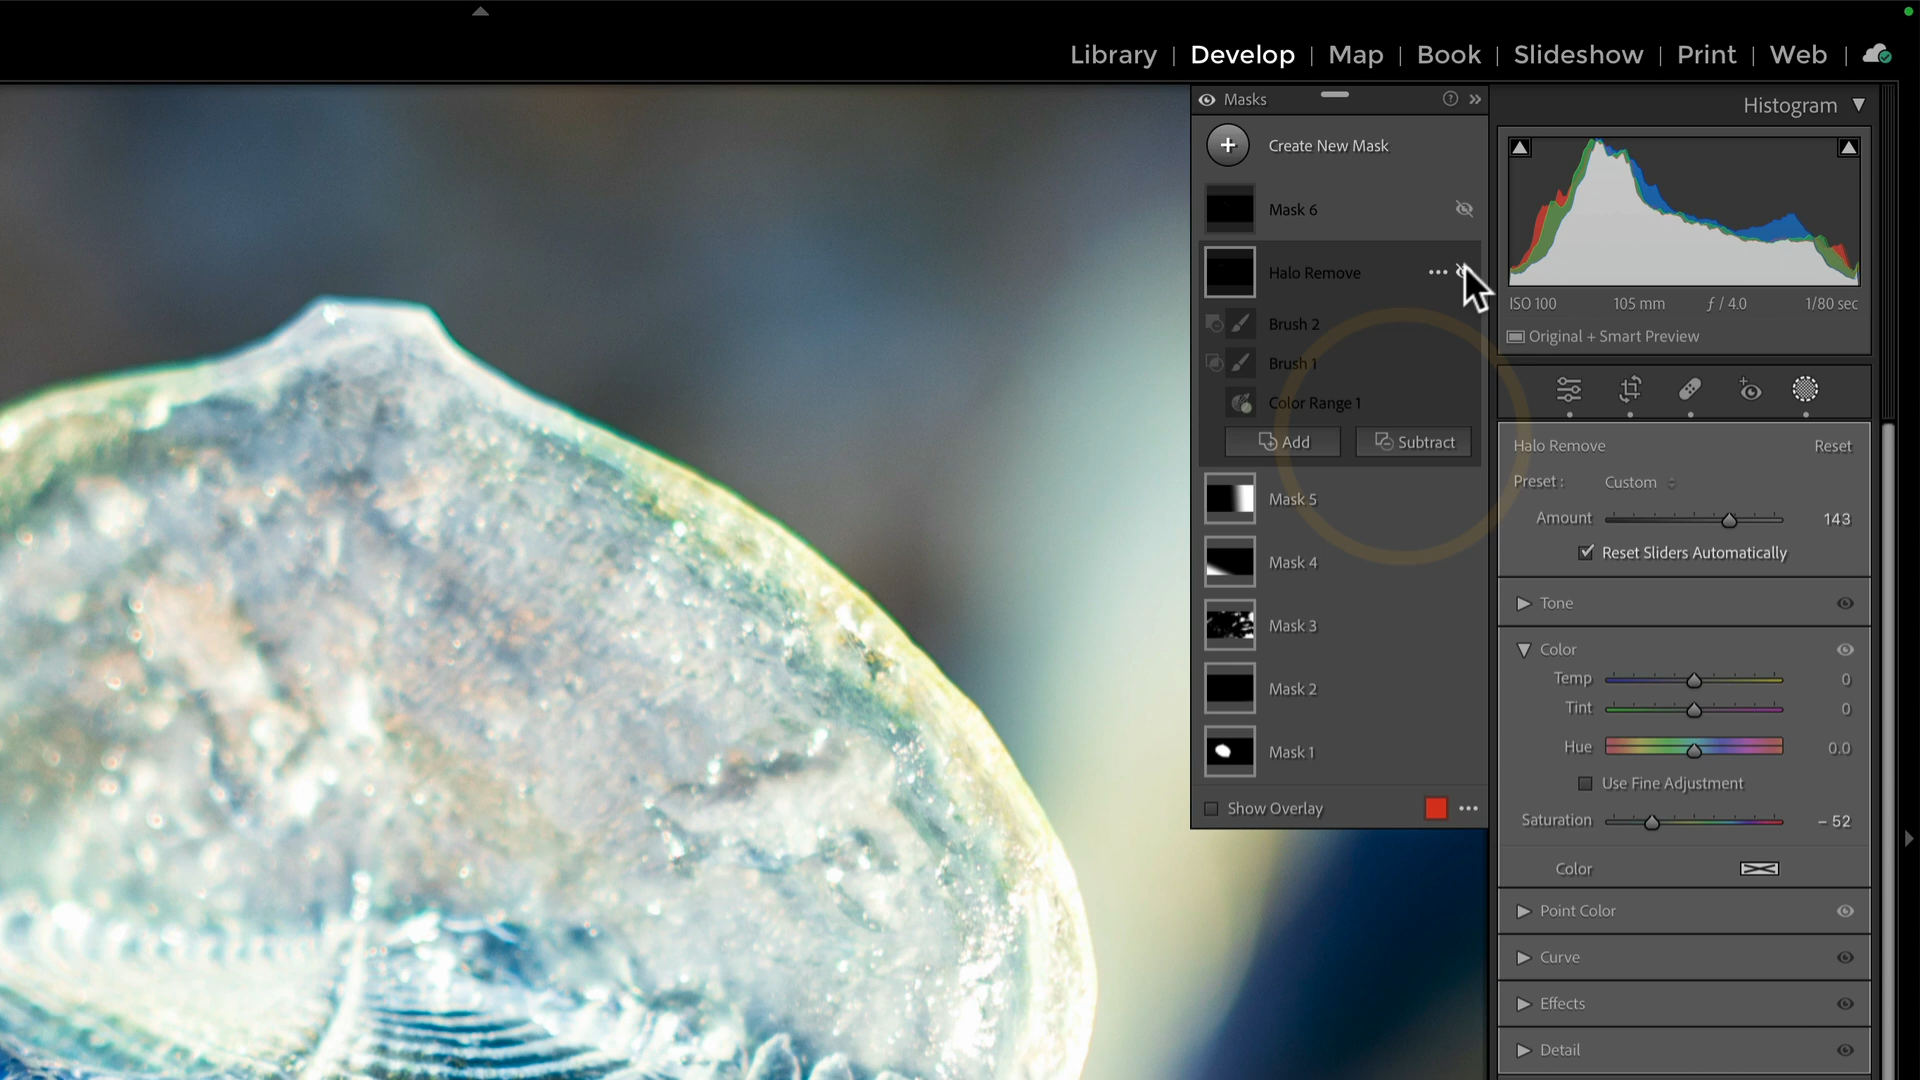 Library | Develop | Map | Book | Slideshow | Print | Web |
Masks
Create New Mask
Mask 6
Halo Remove
Brush 2
Brush 1
Color Range 1
Add
Subtract
Mask 5
Mask 4
Mask 3
Mask 2
Mask 1
Show Overlay
Histogram
ISO 100 105 mm ƒ / 4.0 1/80 sec
Original + Smart Preview
Halo Remove Reset
Preset : Custom
Amount 143
Reset Sliders Automatically
Tone
Color
Temp 0
Tint 0
Hue 0.0
Use Fine Adjustment
Saturation – 52
Color
Point Color
Curve
Effects
Detail